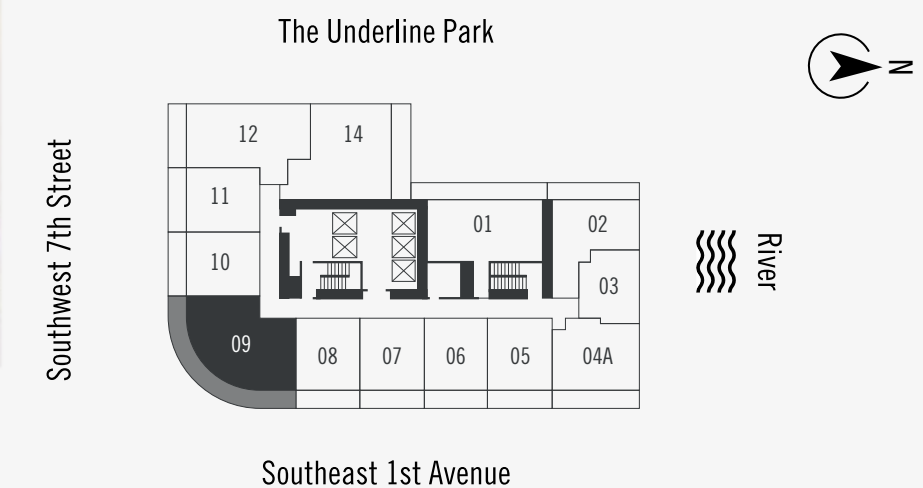 The Underline Park
N
12
14
11
01
02
10
03
09
08
07
06
05
04A
Southwest 7th Street
River
Southeast 1st Avenue